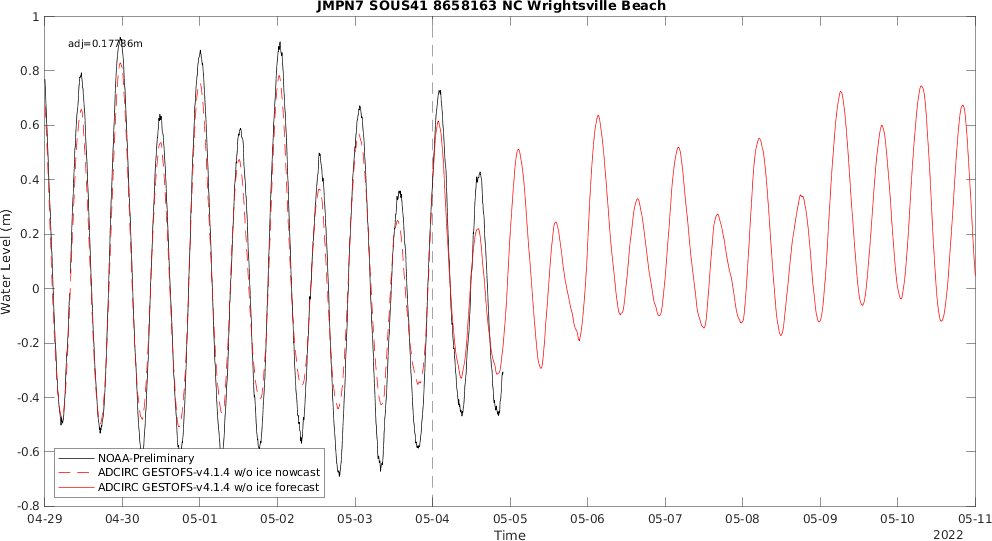 JMPN7 SOUS41 8658163 NC Wrightsville Beach
adj=0.17736m
Water Level (m)
1
0.8
0.6
0.4
0.2
0
-0.2
-0.4
-0.6
-0.8
NOAA-Preliminary
ADCIRC GESTOFS-v4.1.4 w/o ice nowcast
ADCIRC GESTOFS-v4.1.4 w/o ice forecast
04-29 04-30 05-01 05-02 05-03 05-04 05-05 05-06 05-07 05-08 05-09 05-10 05-11
Time
2022